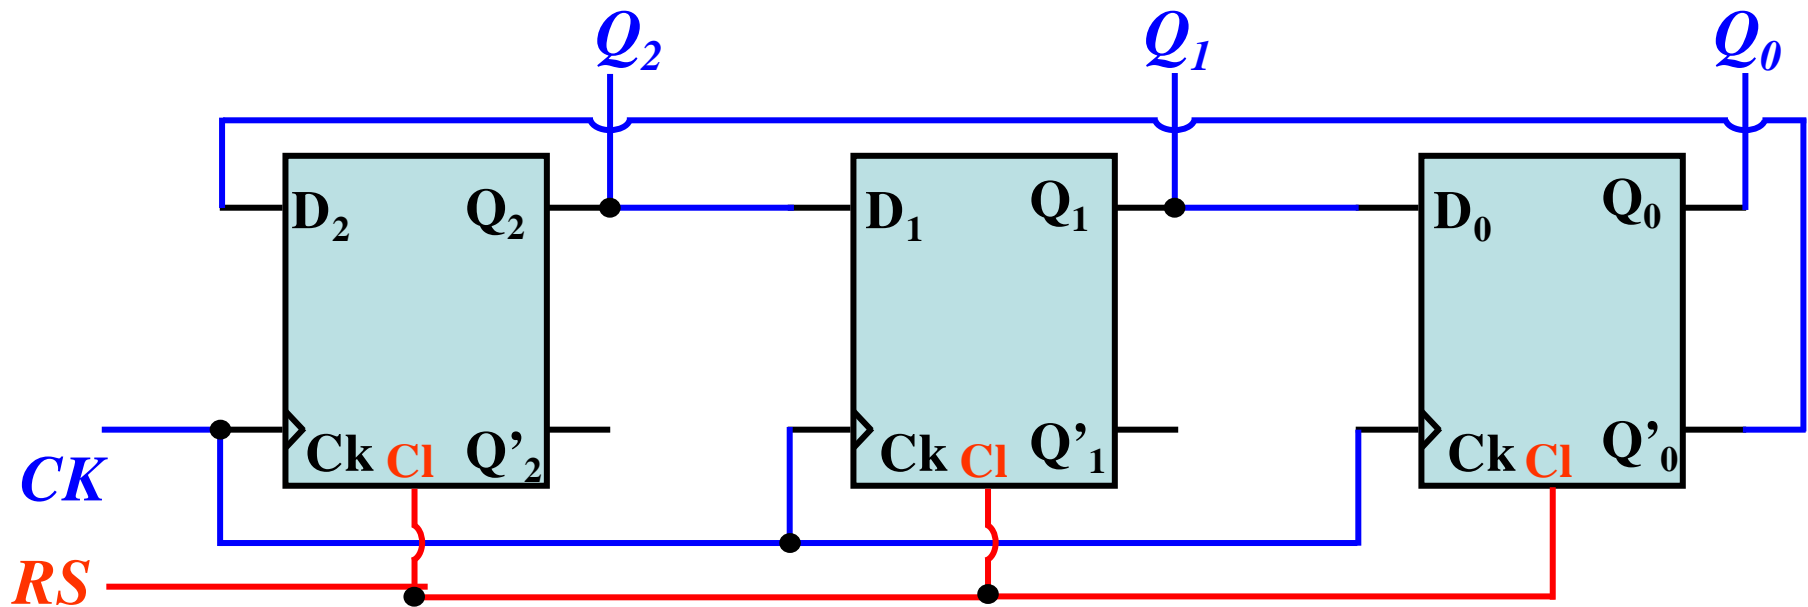 Q2 Q1 Q0
D2 Q2 D1 Q1 D0 Q0
Ck Cl Q’2 Ck Cl Q’1 Ck Cl Q’0
CK
RS